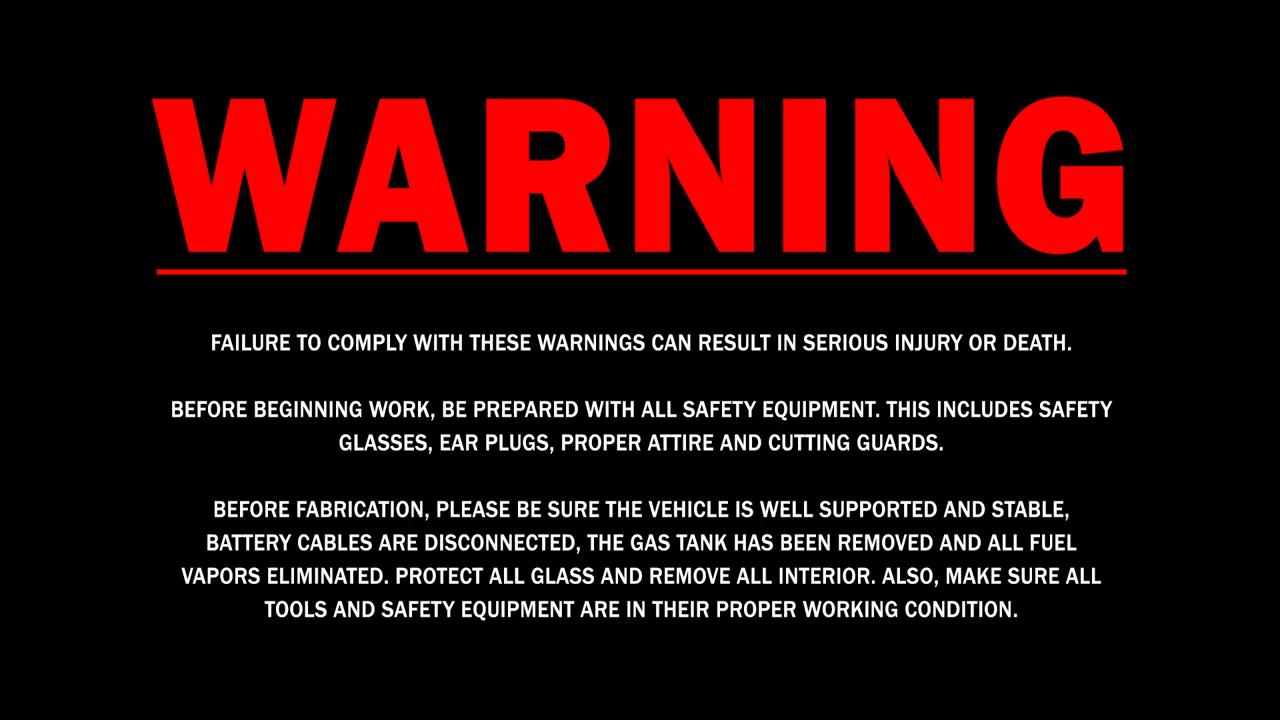 WARNING
FAILURE TO COMPLY WITH THESE WARNINGS CAN RESULT IN SERIOUS INJURY OR DEATH.
BEFORE BEGINNING WORK, BE PREPARED WITH ALL SAFETY EQUIPMENT. THIS INCLUDES SAFETY
GLASSES, EAR PLUGS, PROPER ATTIRE AND CUTTING GUARDS.
BEFORE FABRICATION, PLEASE BE SURE THE VEHICLE IS WELL SUPPORTED AND STABLE,
BATTERY CABLES ARE DISCONNECTED, THE GAS TANK HAS BEEN REMOVED AND ALL FUEL
VAPORS ELIMINATED. PROTECT ALL GLASS AND REMOVE ALL INTERIOR. ALSO, MAKE SURE ALL
TOOLS AND SAFETY EQUIPMENT ARE IN THEIR PROPER WORKING CONDITION.